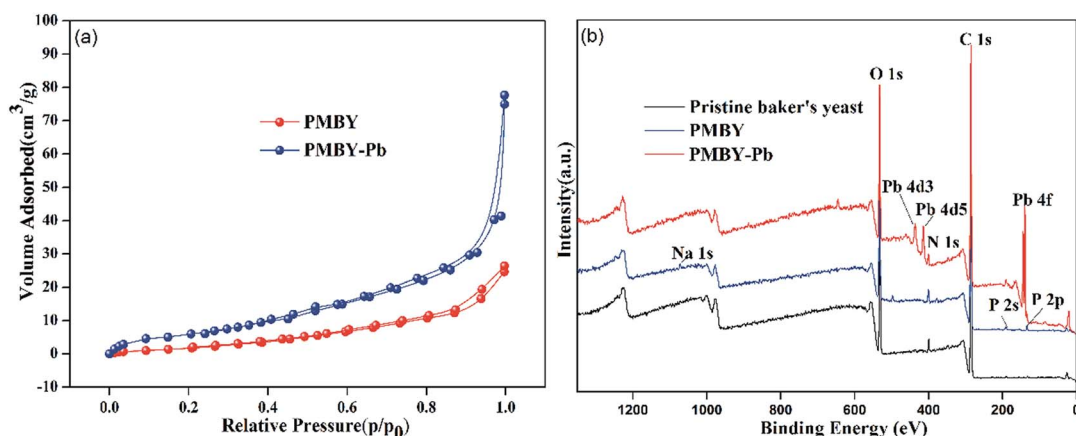 (a)
Volume Adsorbed(cm³/g)
100
90
80
70
60
50
40
30
20
10
0
-10
PMBY
PMBY-Pb
0.0 0.2 0.4 0.6 0.8 1.0
Relative Pressure(p/p₀)
(b)
Intensity(a.u.)
Pristine baker's yeast
PMBY
PMBY-Pb
C 1s
O 1s
Pb 4d3
Pb 4d5
Pb 4f
N 1s
Na 1s
P 2s
P 2p
1200 1000 800 600 400 200 0
Binding Energy (eV)